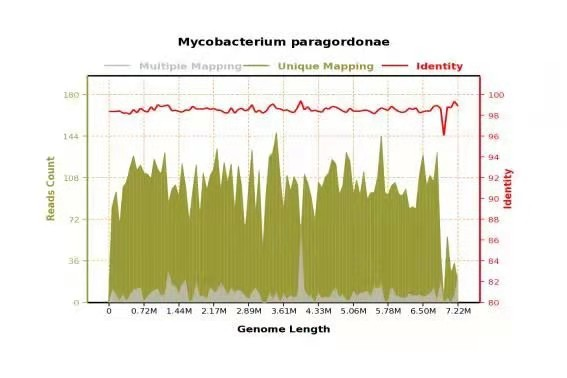 Mycobacterium paragordonae
Multiple Mapping Unique Mapping Identity
180
144
108
72
36
0
Reads Count
100
98
96
94
92
90
88
86
84
82
80
Identity
0 0.72M 1.44M 2.17M 2.89M 3.61M 4.33M 5.06M 5.78M 6.50M 7.22M
Genome Length